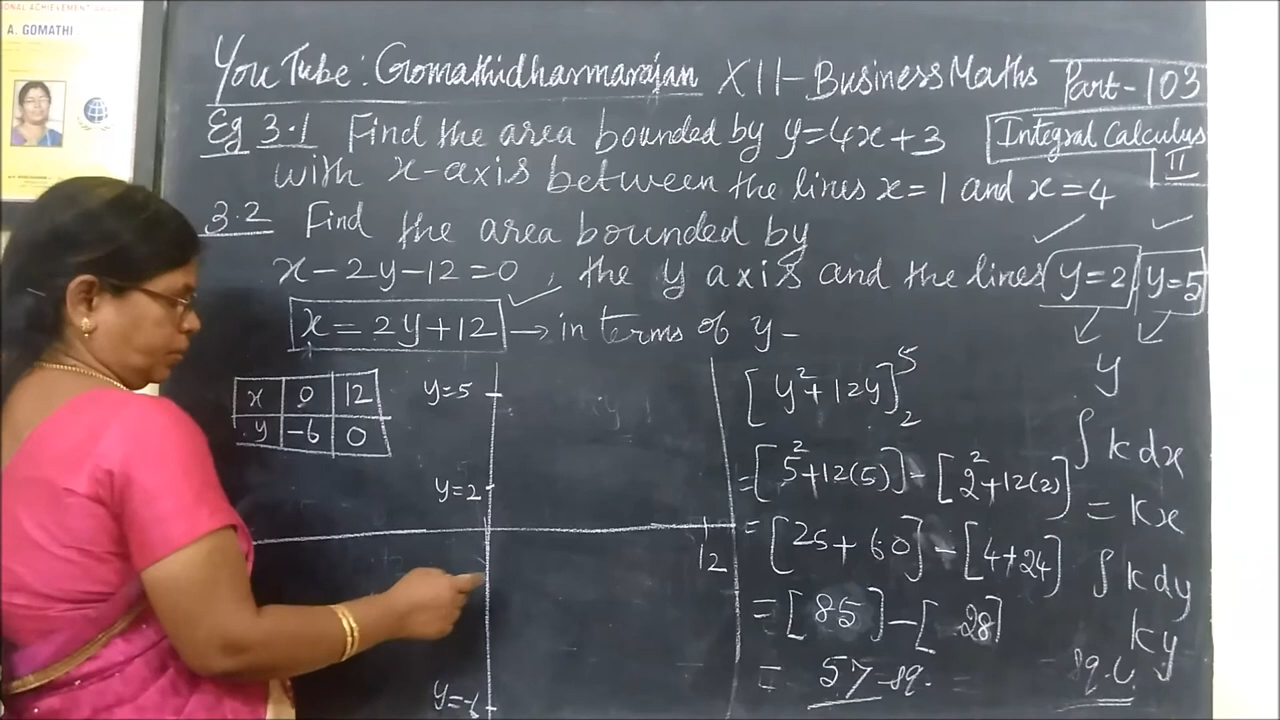 A. GOMATHI
YouTube: Gomathidharmarajan XII-Business Maths Part-103
Eg 3.1 Find the area bounded by y=4x+3 Integral Calculus II
with x-axis between the lines x=1 and x=4
3.2 Find the area bounded by
x-2y-12=0, the y axis and the lines y=2 y=5
x=2y+12 → in terms of y-
y
x 0 12
y -6 0
y=5
y=2
12
y=-6
[y²+12y]₂⁵
=[5²+12(5)]-[2²+12(2)]
=[25+60]-[4+24]
=[85]-[28]
= 57 sq.
∫k dx
= kx
∫k dy
ky